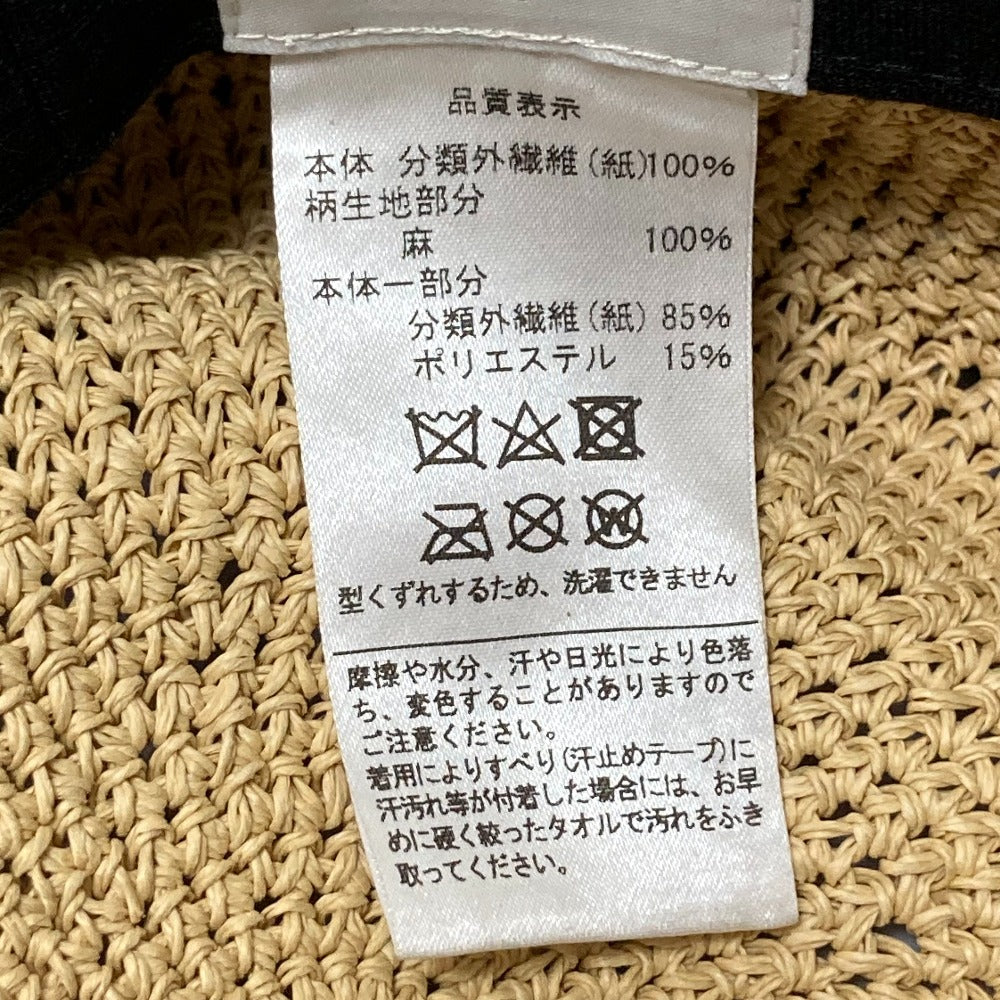 品質表示
本体 分類外繊維(紙)100%
柄生地部分
麻 100%
本体一部分
分類外繊維(紙) 85%
ポリエステル 15%
型くずれするため、洗濯できません
摩擦や水分、汗や日光により色落
ち、変色することがありますので
ご注意ください。
着用によりすべり(汗止めテープ)に
汗汚れ等が付着した場合には、お早
めに硬く絞ったタオルで汚れをふき
取ってください。